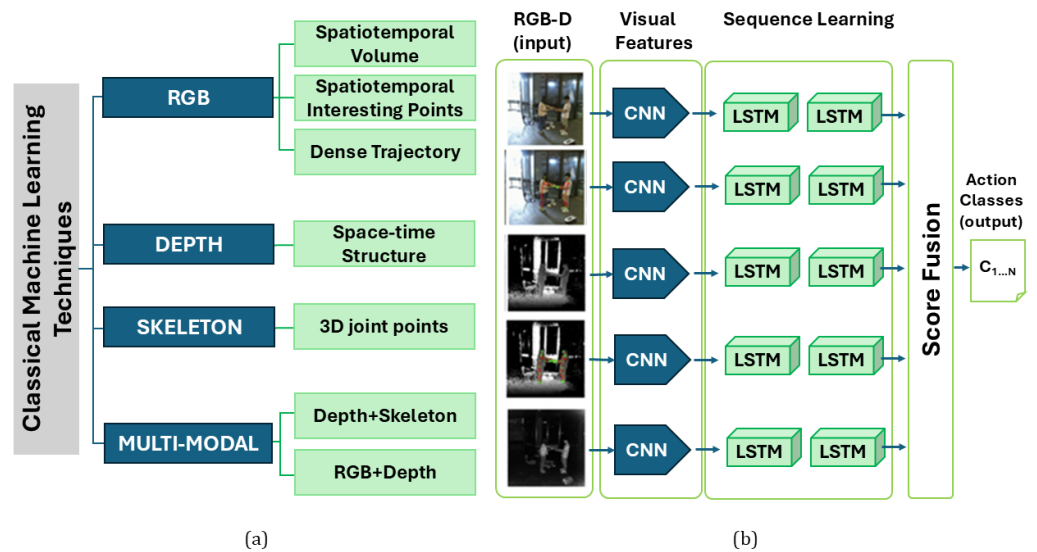 Classical Machine Learning
Techniques
RGB
Spatiotemporal
Volume
Spatiotemporal
Interesting Points
Dense Trajectory
DEPTH
Space-time
Structure
SKELETON
3D joint points
MULTI-MODAL
Depth+Skeleton
RGB+Depth
(a)
RGB-D
(input)
Visual
Features
Sequence Learning
CNN
LSTM
LSTM
CNN
LSTM
LSTM
CNN
LSTM
LSTM
CNN
LSTM
LSTM
CNN
LSTM
LSTM
Score Fusion
Action
Classes
(output)
C1...N
(b)